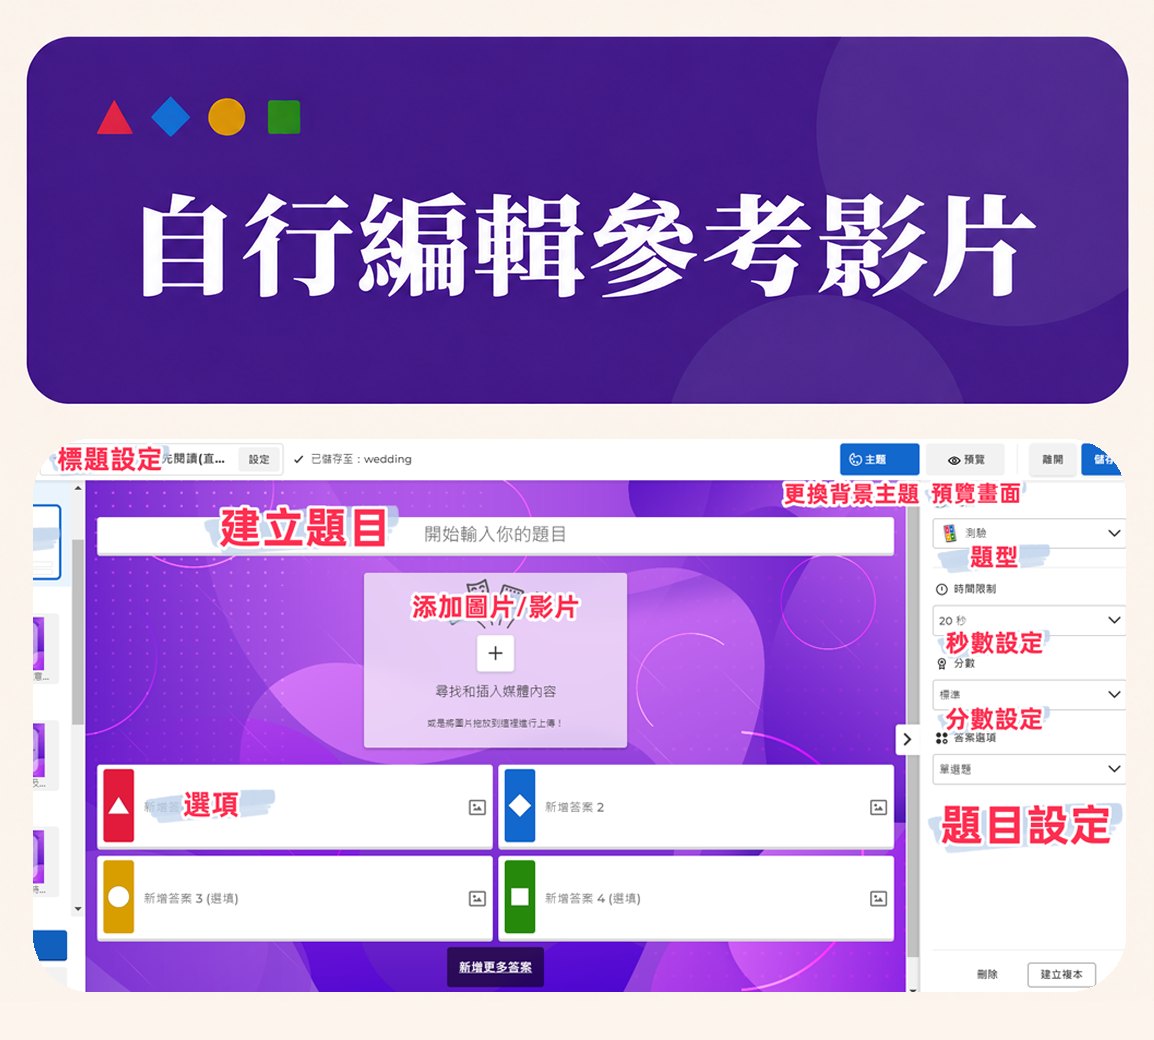 自行編輯參考影片
標題設定
先閱讀(直...
設定
已儲存至：wedding
主題
預覽
離開
儲存
更換背景主題
預覽畫面
建立題目
開始輸入你的題目
測驗
題型
添加圖片/影片
時間限制
20 秒
秒數設定
尋找和插入媒體內容
或是將圖片拖放到這裡進行上傳！
分數
標準
分數設定
答案選項
單選題
選項
新增答案 2
題目設定
新增答案 3 (選填)
新增答案 4 (選填)
新增更多答案
刪除
建立複本